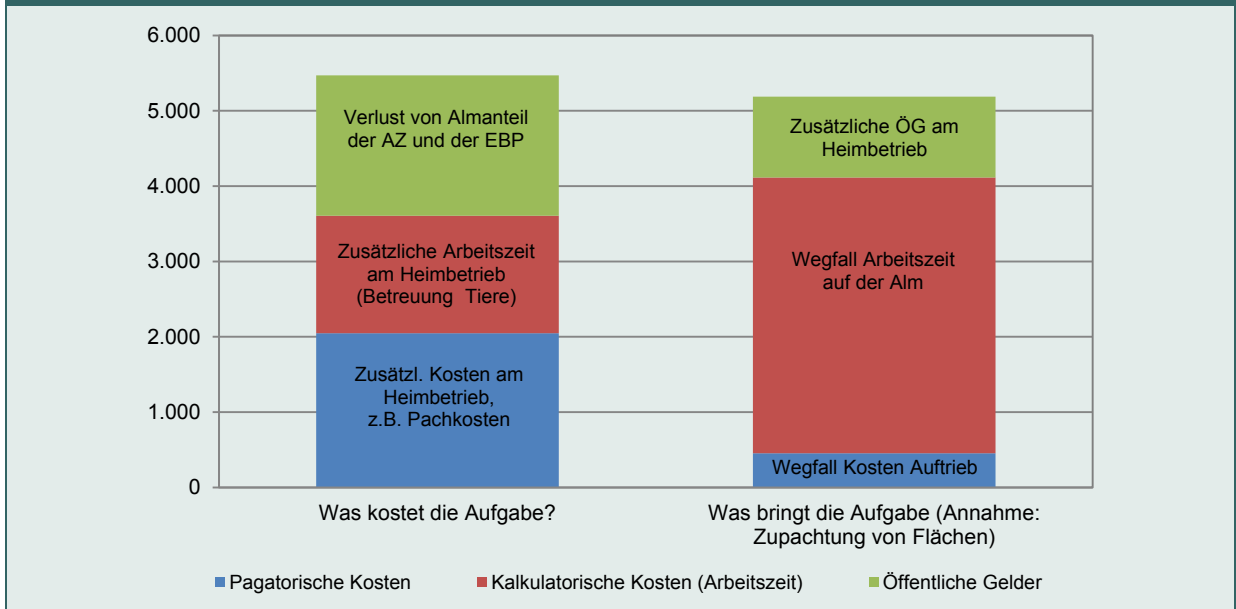 6.000
5.000
4.000
3.000
2.000
1.000
0
Verlust von Almanteil
der AZ und der EBP
Zusätzliche Arbeitszeit
am Heimbetrieb
(Betreuung Tiere)
Zusätzl. Kosten am
Heimbetrieb,
z.B. Pachkosten
Zusätzliche ÖG am
Heimbetrieb
Wegfall Arbeitszeit
auf der Alm
Wegfall Kosten Auftrieb
Was kostet die Aufgabe?
Was bringt die Aufgabe (Annahme:
Zupachtung von Flächen)
Pagatorische Kosten
Kalkulatorische Kosten (Arbeitszeit)
Öffentliche Gelder